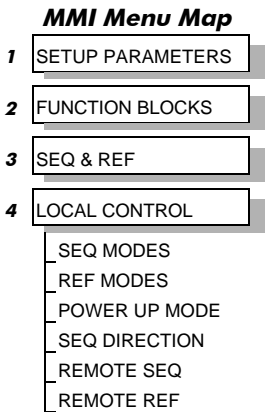 MMI Menu Map
1 SETUP PARAMETERS
2 FUNCTION BLOCKS
3 SEQ & REF
4 LOCAL CONTROL
SEQ MODES
REF MODES
POWER UP MODE
SEQ DIRECTION
REMOTE SEQ
REMOTE REF